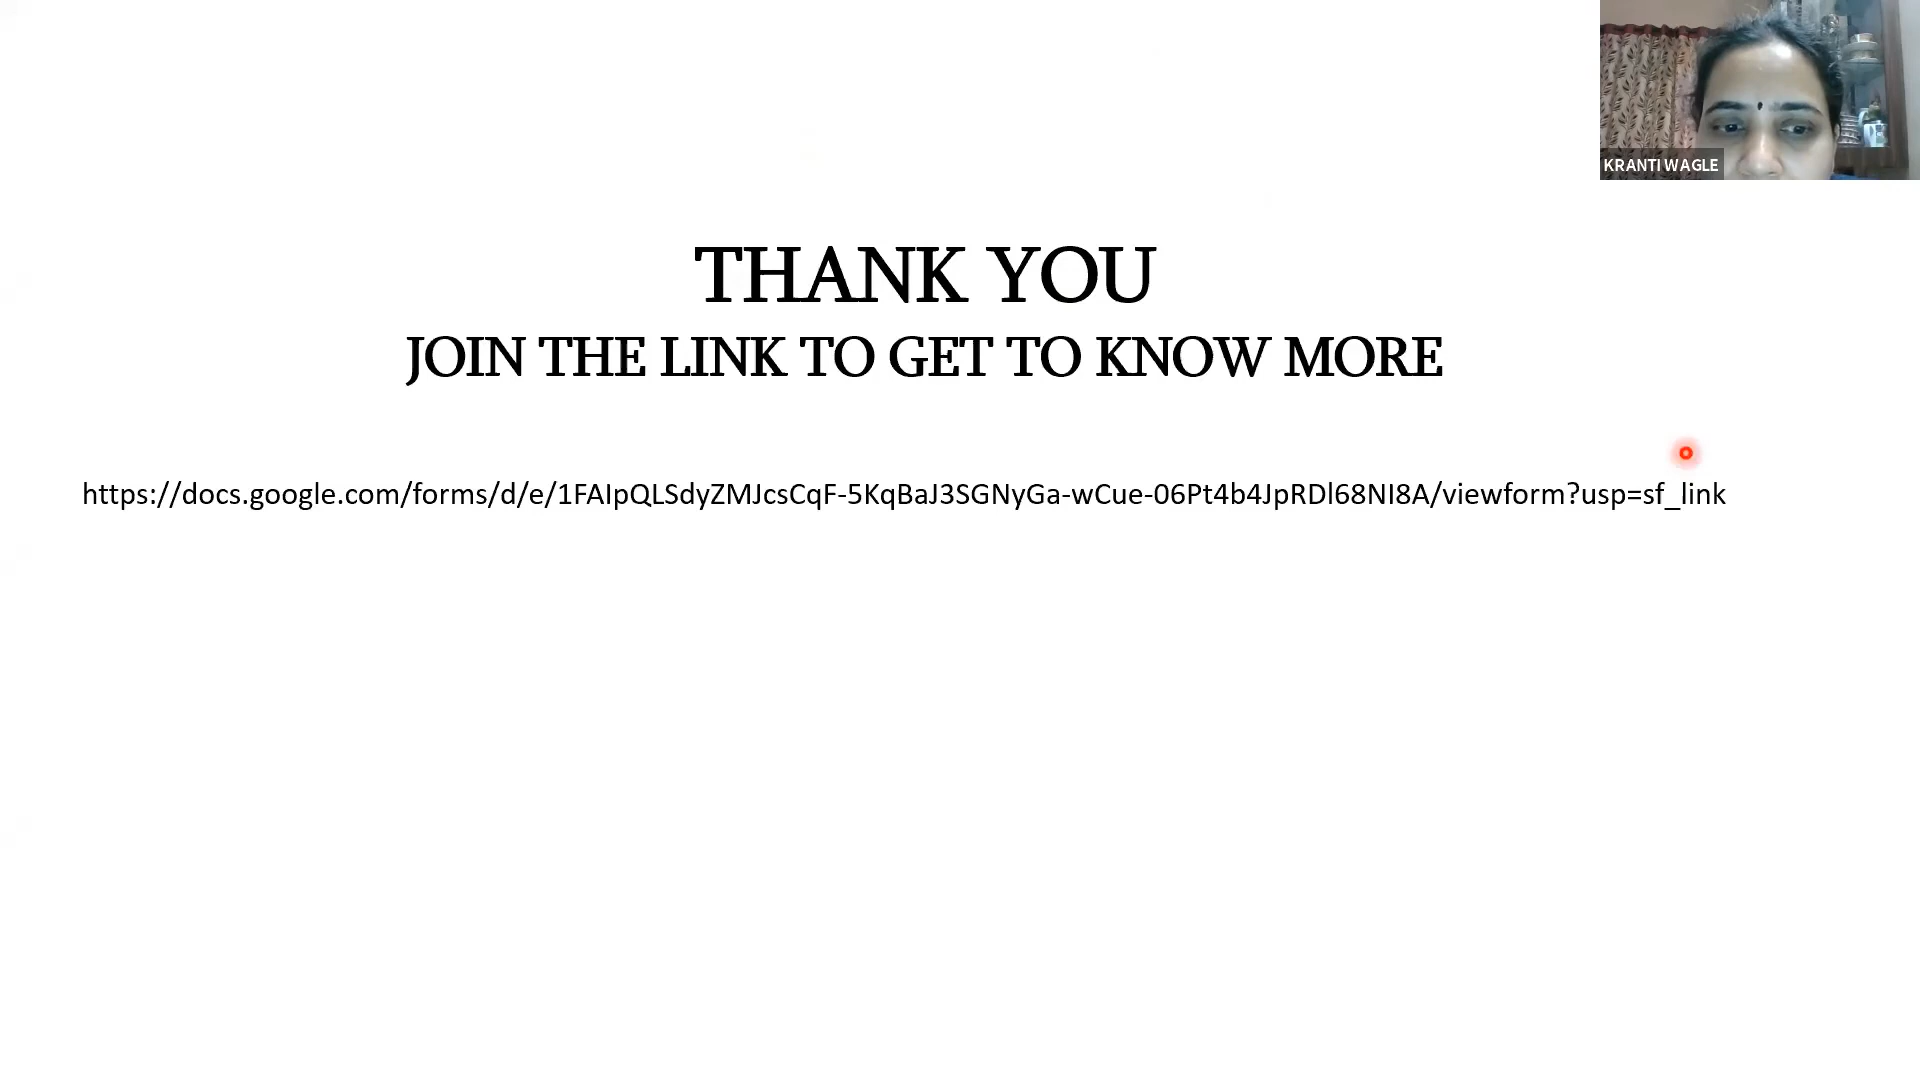 KRANTI WAGLE
THANK YOU
JOIN THE LINK TO GET TO KNOW MORE
https://docs.google.com/forms/d/e/1FAIpQLSdyZMJcsCqF-5KqBaJ3SGNyGa-wCue-06Pt4b4JpRDl68NI8A/viewform?usp=sf_link